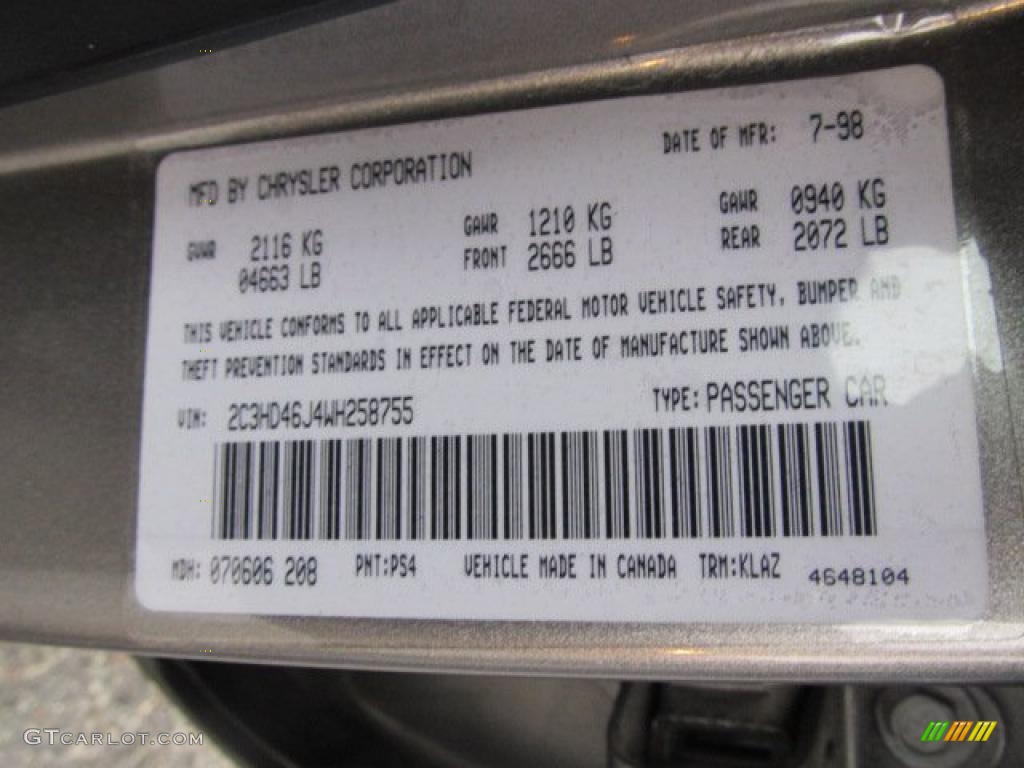 MFD BY CHRYSLER CORPORATION DATE OF MFR: 7-98
GVWR 2116 KG GAWR 1210 KG GAWR 0940 KG
04663 LB FRONT 2666 LB REAR 2072 LB
THIS VEHICLE CONFORMS TO ALL APPLICABLE FEDERAL MOTOR VEHICLE SAFETY, BUMPER AND
THEFT PREVENTION STANDARDS IN EFFECT ON THE DATE OF MANUFACTURE SHOWN ABOVE.
VIN: 2C3HD46J4WH258755 TYPE: PASSENGER CAR
MDH: 070606 208 PNT:PS4 VEHICLE MADE IN CANADA TRM:KLAZ 4648104
GTCARLOT.COM